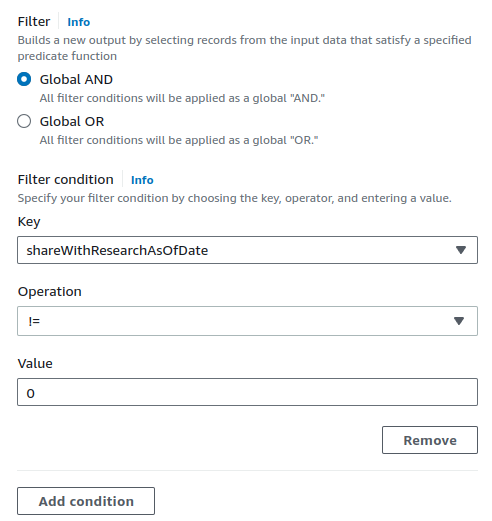 Filter Info
Builds a new output by selecting records from the input data that satisfy a specified
predicate function
Global AND
All filter conditions will be applied as a global "AND."
Global OR
All filter conditions will be applied as a global "OR."
Filter condition Info
Specify your filter condition by choosing the key, operator, and entering a value.
Key
shareWithResearchAsOfDate
Operation
!=
Value
0
Remove
Add condition